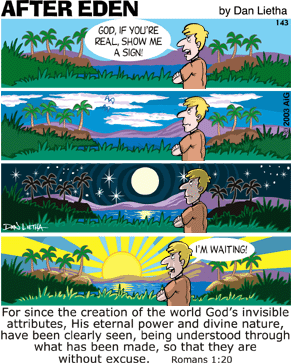 AFTER EDEN
by Dan Lietha
143
GOD, IF YOU'RE
REAL, SHOW ME
A SIGN!
© 2003 AiG
DAN LIETHA
I'M WAITING!
For since the creation of the world God's invisible
attributes, His eternal power and divine nature,
have been clearly seen, being understood through
what has been made, so that they are
without excuse. Romans 1:20